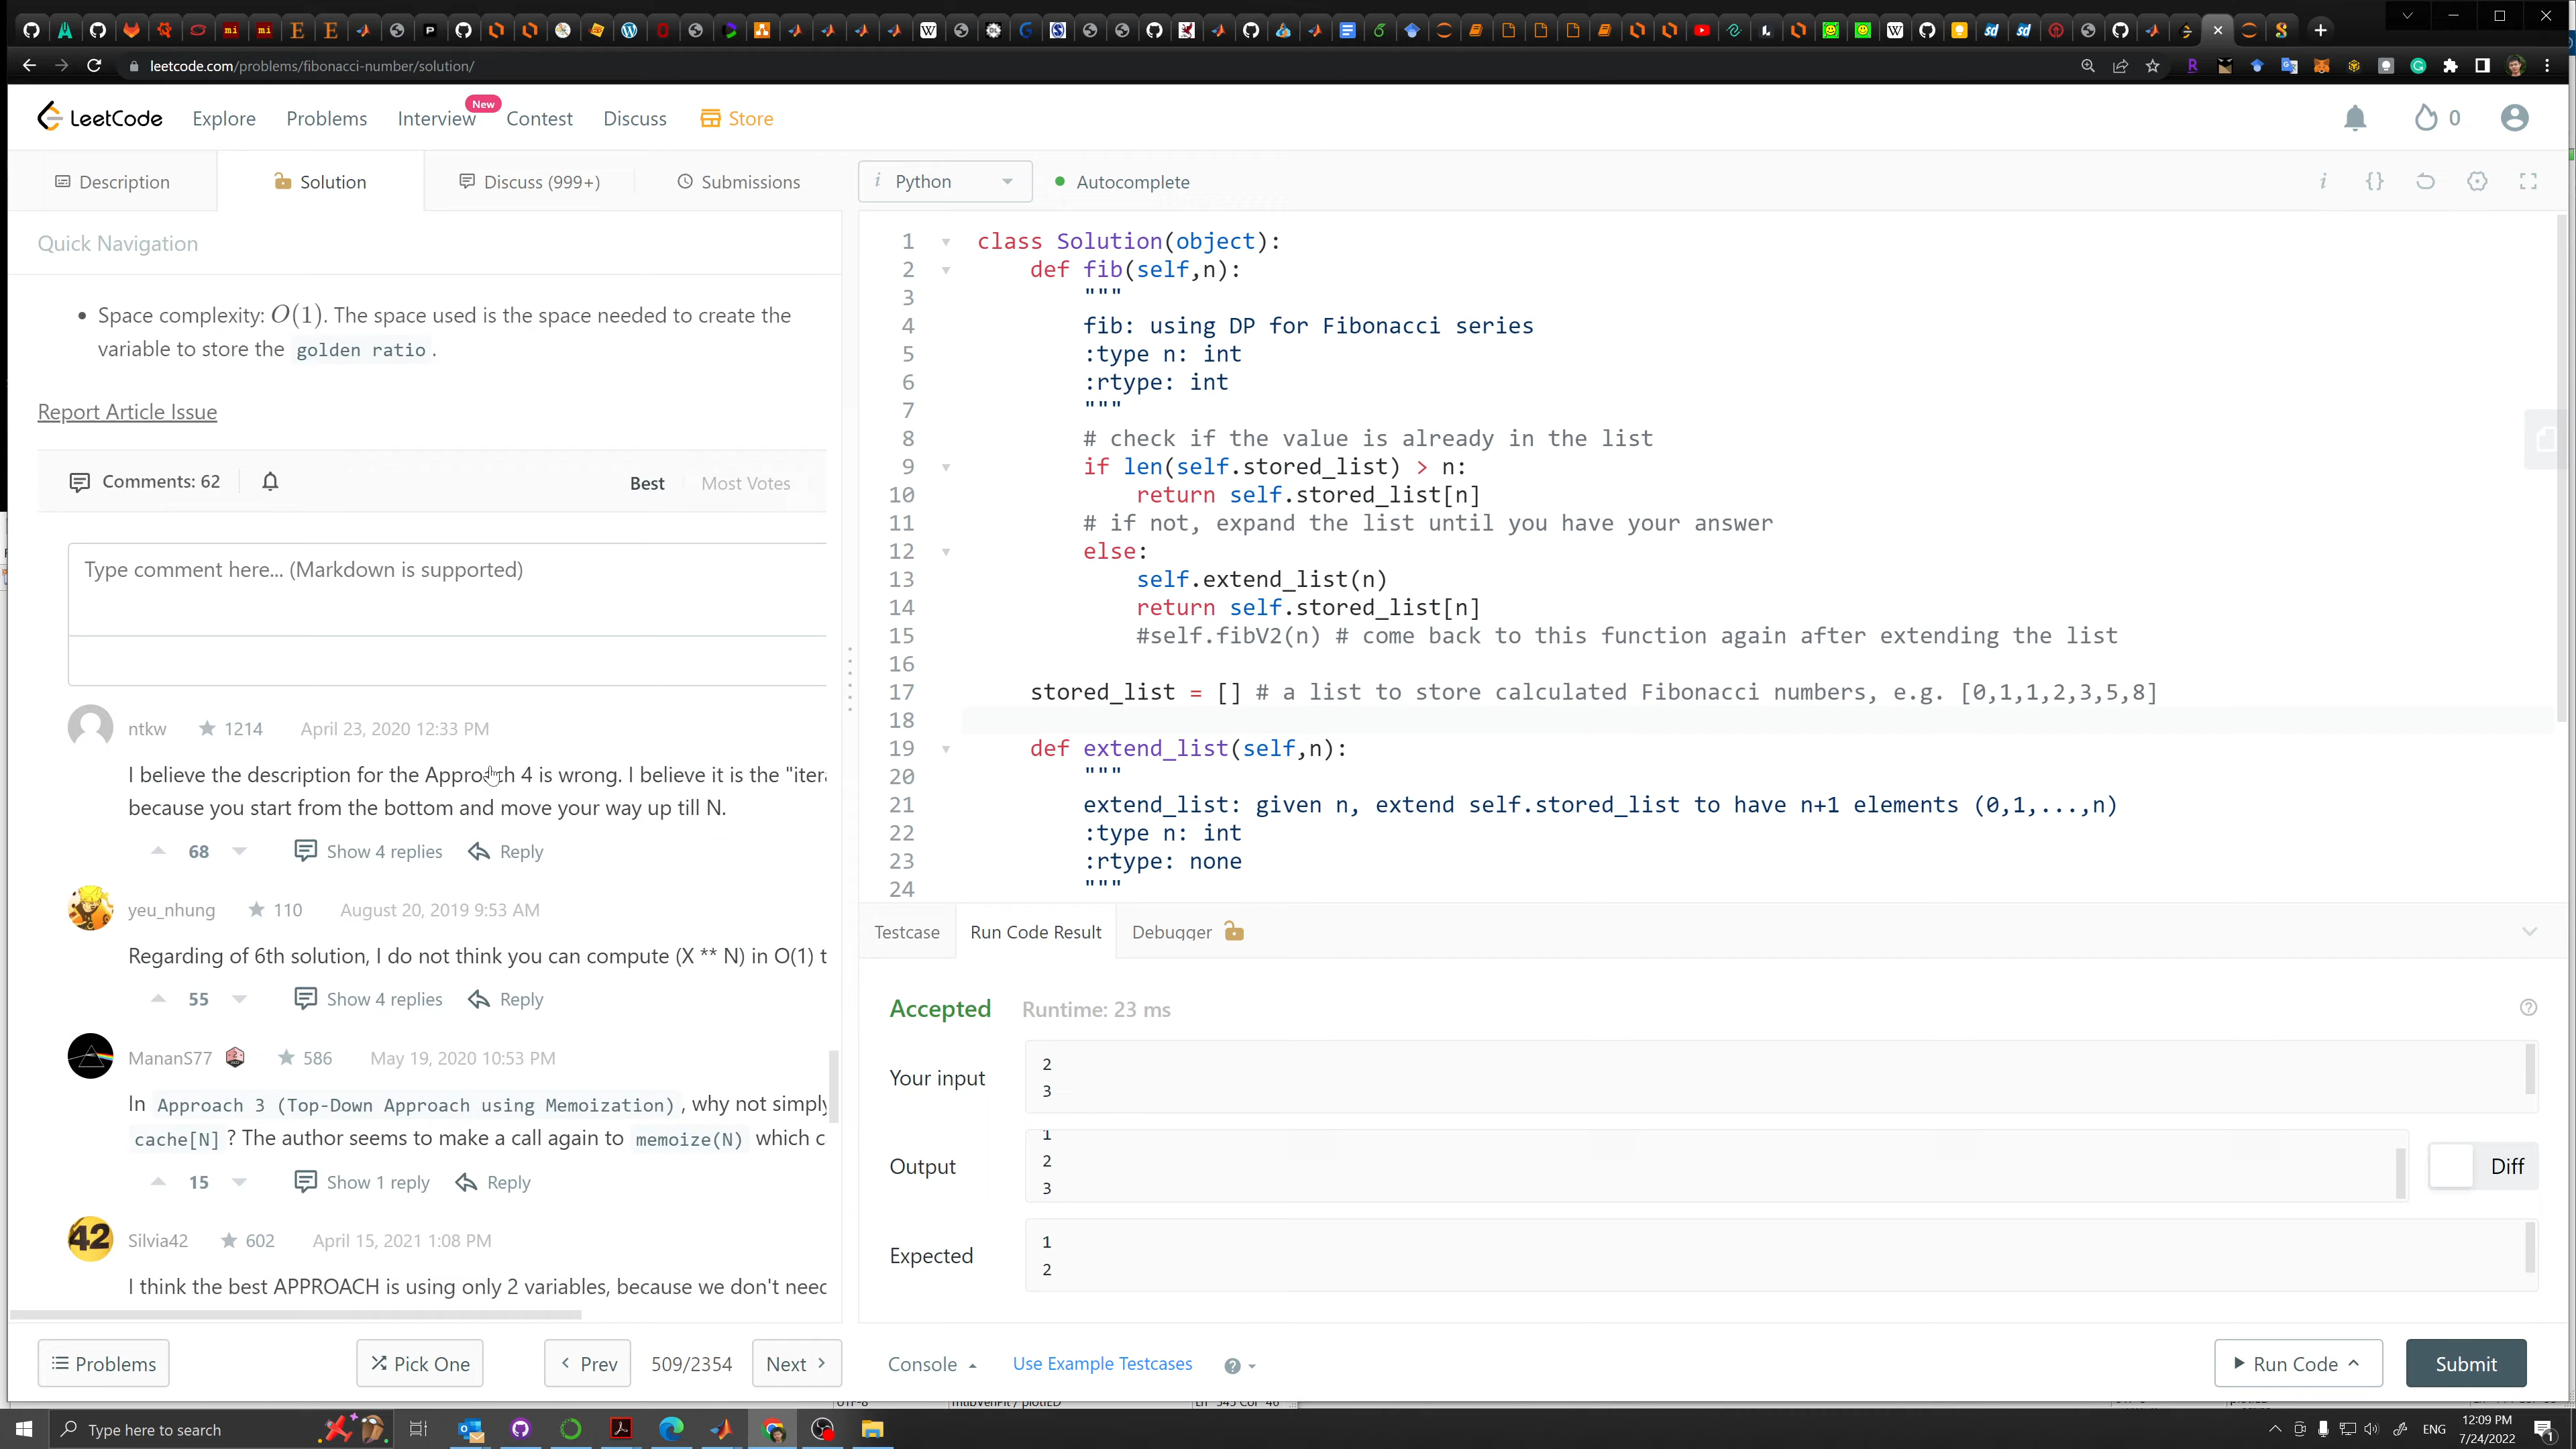 leetcode.com/problems/fibonacci-number/solution/
LeetCode
Explore
Problems
Interview
New
Contest
Discuss
Store
0
Description
Solution
Discuss (999+)
Submissions
Python
Autocomplete
Quick Navigation
Space complexity: O(1). The space used is the space needed to create the
variable to store the golden ratio .
Report Article Issue
Comments: 62
Best
Most Votes
Type comment here... (Markdown is supported)
ntkw 1214 April 23, 2020 12:33 PM
I believe the description for the Approach 4 is wrong. I believe it is the "itera
because you start from the bottom and move your way up till N.
68 Show 4 replies Reply
yeu_nhung 110 August 20, 2019 9:53 AM
Regarding of 6th solution, I do not think you can compute (X ** N) in O(1) t
55 Show 4 replies Reply
MananS77 586 May 19, 2020 10:53 PM
In Approach 3 (Top-Down Approach using Memoization) , why not simply
cache[N] ? The author seems to make a call again to memoize(N) which c
15 Show 1 reply Reply
42
Silvia42 602 April 15, 2021 1:08 PM
I think the best APPROACH is using only 2 variables, because we don't need
1 class Solution(object):
2 def fib(self,n):
3 """
4 fib: using DP for Fibonacci series
5 :type n: int
6 :rtype: int
7 """
8 # check if the value is already in the list
9 if len(self.stored_list) > n:
10 return self.stored_list[n]
11 # if not, expand the list until you have your answer
12 else:
13 self.extend_list(n)
14 return self.stored_list[n]
15 #self.fibV2(n) # come back to this function again after extending the list
16
17 stored_list = [] # a list to store calculated Fibonacci numbers, e.g. [0,1,1,2,3,5,8]
18
19 def extend_list(self,n):
20 """
21 extend_list: given n, extend self.stored_list to have n+1 elements (0,1,...,n)
22 :type n: int
23 :rtype: none
24 """
Testcase
Run Code Result
Debugger
Accepted Runtime: 23 ms
Your input
2
3
Output
1
2
3
Diff
Expected
1
2
Problems
Pick One
Prev
509/2354
Next
Console
Use Example Testcases
Run Code
Submit
Type here to search
ENG
12:09 PM
7/24/2022